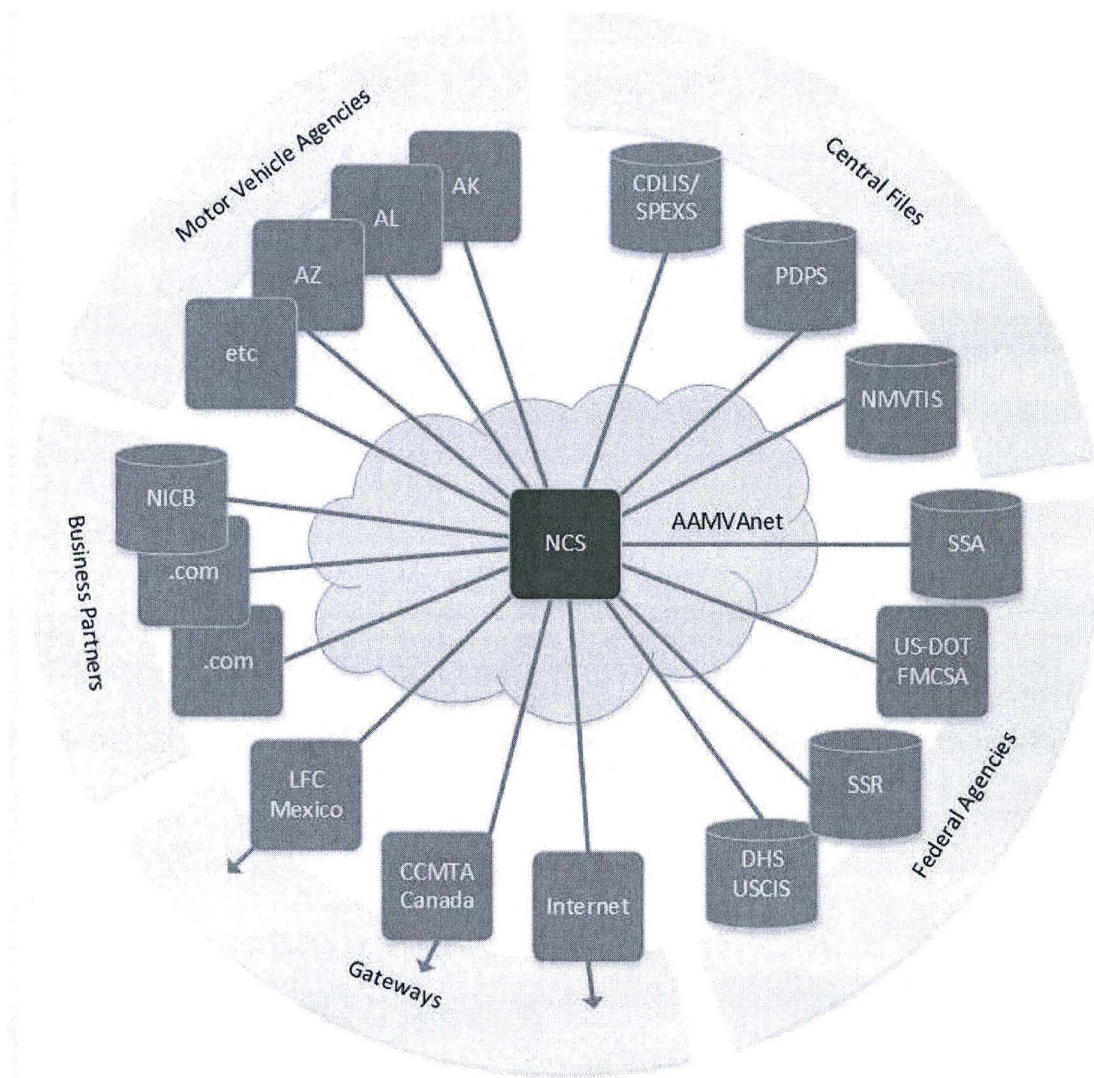 Motor Vehicle Agencies
AK
AL
AZ
etc
Central Files
CDLIS/
SPEXS
PDPS
NMVTIS
Business Partners
NICB
.com
.com
NCS
AAMVAnet
SSA
US-DOT
FMCSA
SSR
DHS
USCIS
Federal Agencies
LFC
Mexico
CCMTA
Canada
Internet
Gateways